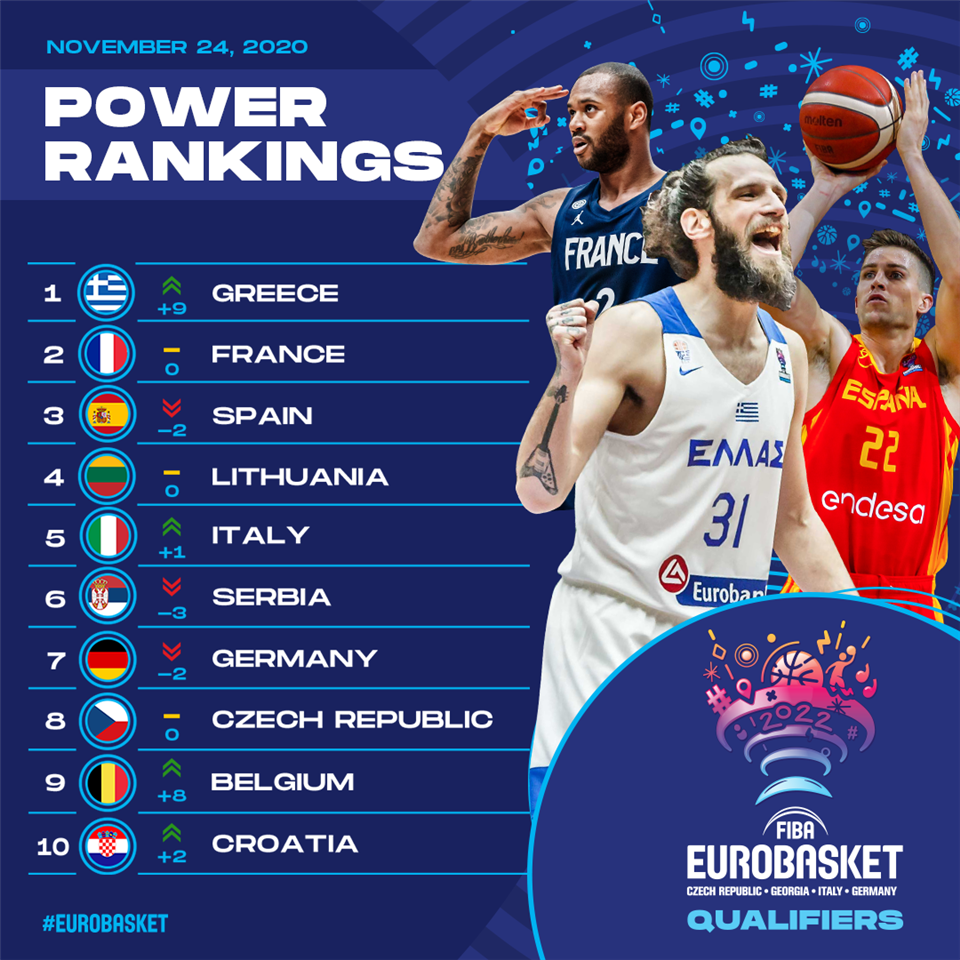 NOVEMBER 24, 2020
POWER
RANKINGS
1 +9 GREECE
2 0 FRANCE
3 −2 SPAIN
4 0 LITHUANIA
5 +1 ITALY
6 −3 SERBIA
7 −2 GERMANY
8 0 CZECH REPUBLIC
9 +8 BELGIUM
10 +2 CROATIA
#EUROBASKET
molten
FRANCE
2
ESPAÑA
22
endesa
ΕΛΛΑΣ
31
Euroban
2022
FIBA
EUROBASKET
CZECH REPUBLIC • GEORGIA • ITALY • GERMANY
QUALIFIERS